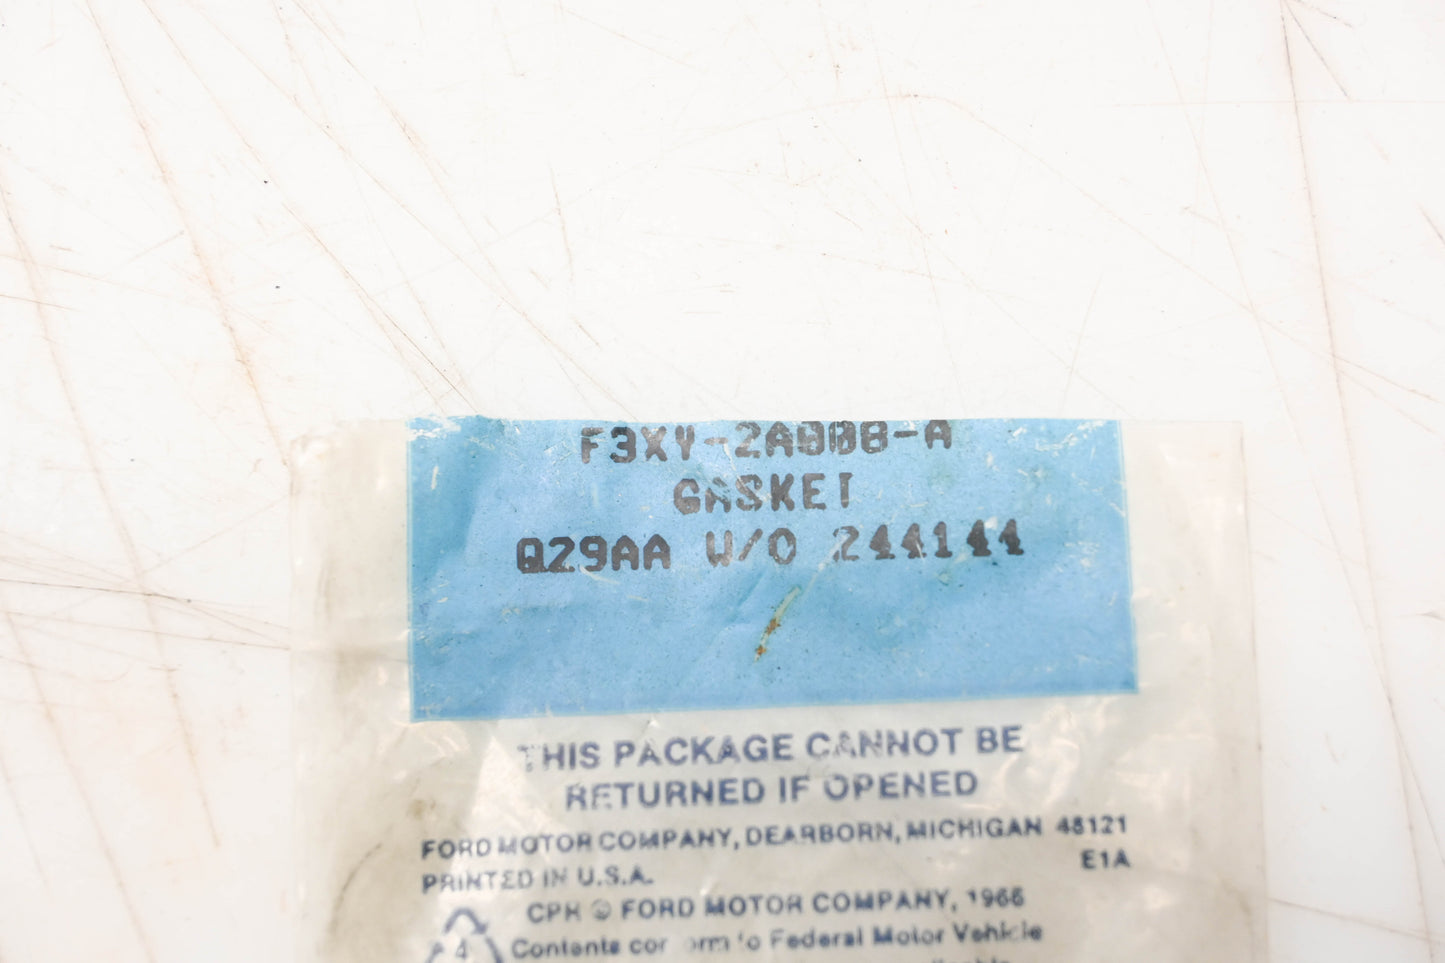 F3XY-2A008-A
GASKET
Q29AA W/O 244144
THIS PACKAGE CANNOT BE
RETURNED IF OPENED
FORD MOTOR COMPANY, DEARBORN, MICHIGAN 48121
PRINTED IN U.S.A. E1A
CPH © FORD MOTOR COMPANY, 1966
4
Contents conform to Federal Motor Vehicle